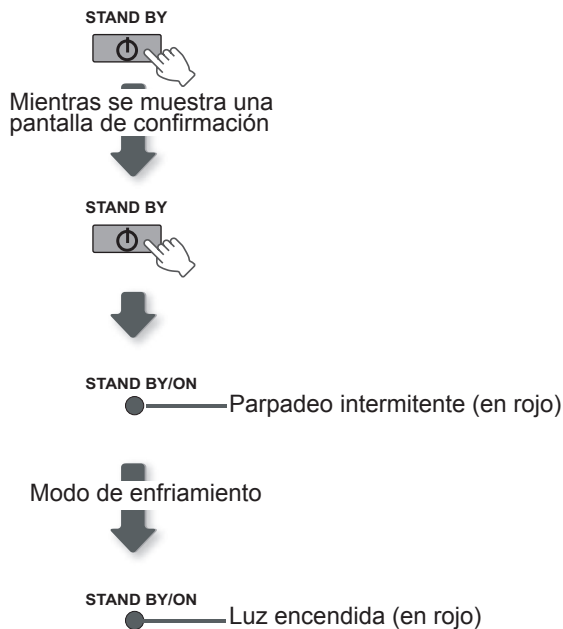 STAND BY
Mientras se muestra una
pantalla de confirmación
STAND BY
STAND BY/ON
Parpadeo intermitente (en rojo)
Modo de enfriamiento
STAND BY/ON
Luz encendida (en rojo)